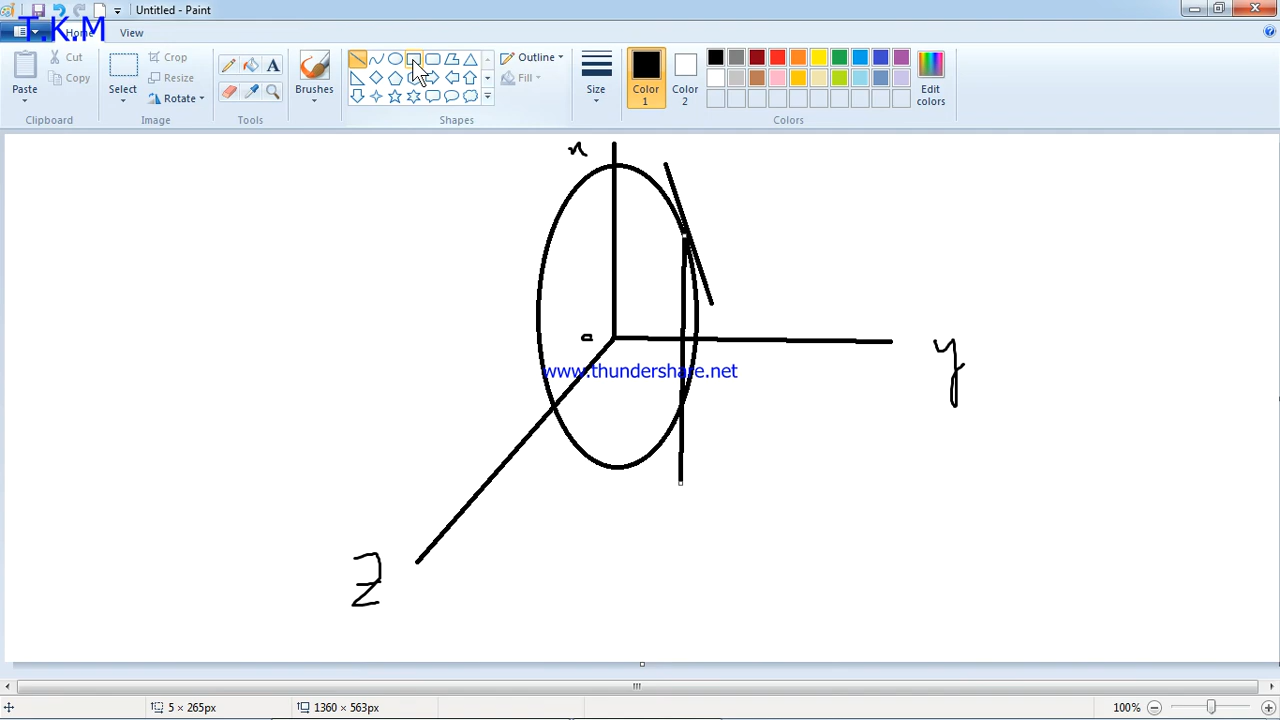 Untitled - Paint
T.K.M
Home
View
Paste
Cut
Copy
Clipboard
Select
Crop
Resize
Rotate
Image
Tools
Brushes
Shapes
Outline
Fill
Size
Color
1
Color
2
Edit
colors
Colors
x
o
y
www.thundershare.net
Z
5 × 265px
1360 × 563px
100%